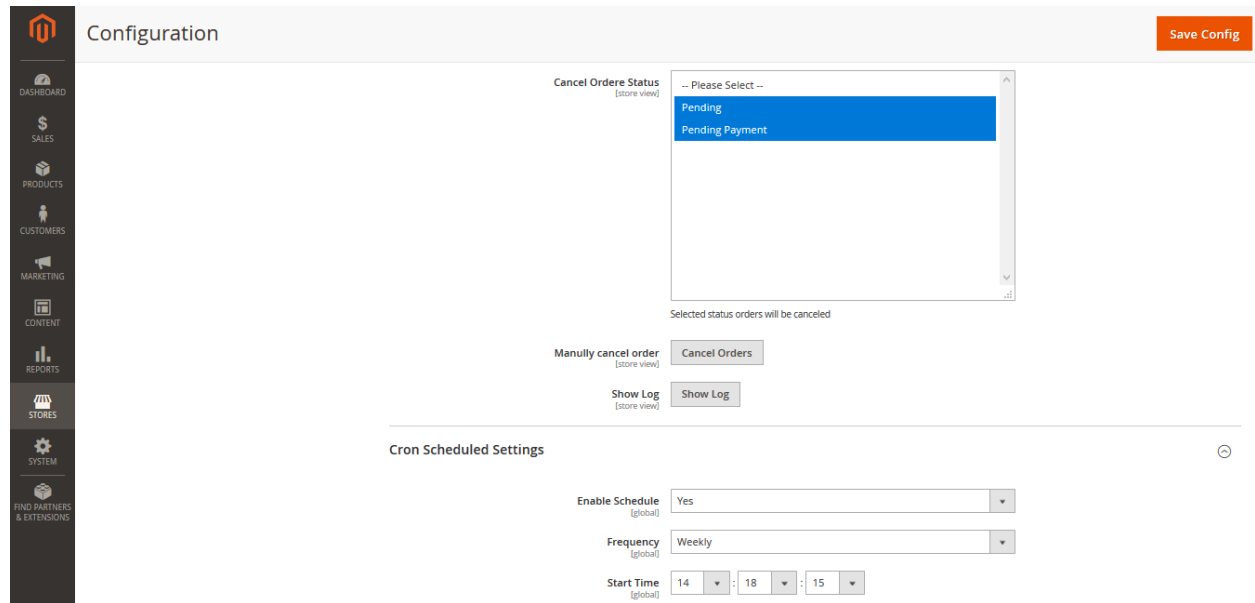 Configuration
Save Config
DASHBOARD
SALES
PRODUCTS
CUSTOMERS
MARKETING
CONTENT
REPORTS
STORES
SYSTEM
FIND PARTNERS
& EXTENSIONS
Cancel Ordere Status
[store view]
-- Please Select --
Pending
Pending Payment
Selected status orders will be canceled
Manully cancel order
[store view]
Cancel Orders
Show Log
[store view]
Show Log
Cron Scheduled Settings
Enable Schedule
[global]
Yes
Frequency
[global]
Weekly
Start Time
[global]
14 : 18 : 15